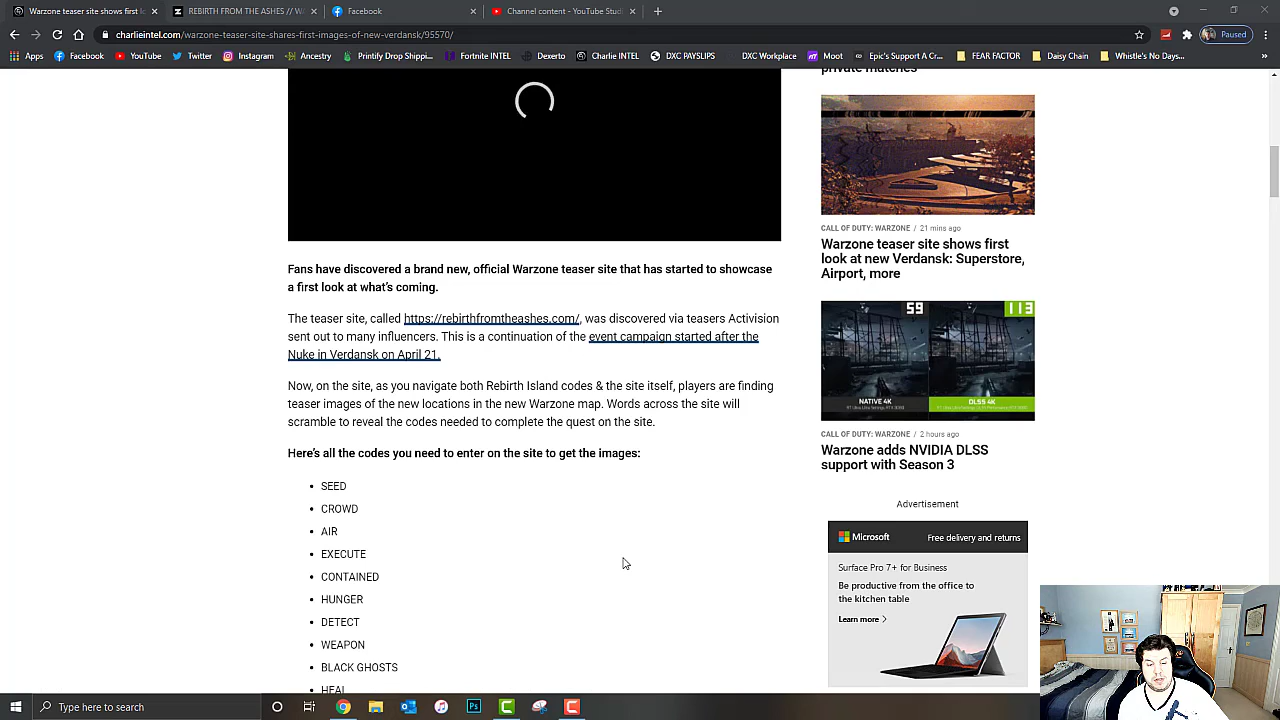 Warzone teaser site shows first l
REBIRTH FROM THE ASHES // W
Facebook
Channel content - YouTube Studi
Paused
charlieintel.com/warzone-teaser-site-shares-first-images-of-new-verdansk/95570/
Apps
Facebook
YouTube
Twitter
Instagram
Ancestry
Printify Drop Shippi...
Fortnite INTEL
Dexerto
Charlie INTEL
DXC PAYSLIPS
DXC Workplace
Moot
Epic's Support A Cr...
FEAR FACTOR
Daisy Chain
Whistle's No Days...
private matches
Fans have discovered a brand new, official Warzone teaser site that has started to showcase
a first look at what's coming.
The teaser site, called https://rebirthfromtheashes.com/, was discovered via teasers Activision
sent out to many influencers. This is a continuation of the event campaign started after the
Nuke in Verdansk on April 21.
Now, on the site, as you navigate both Rebirth Island codes & the site itself, players are finding
teaser images of the new locations in the new Warzone map. Words across the site will
scramble to reveal the codes needed to complete the quest on the site.
Here's all the codes you need to enter on the site to get the images:
SEED
CROWD
AIR
EXECUTE
CONTAINED
HUNGER
DETECT
WEAPON
BLACK GHOSTS
HEAL
CALL OF DUTY: WARZONE / 21 mins ago
Warzone teaser site shows first
look at new Verdansk: Superstore,
Airport, more
59
113
NATIVE 4K
DLSS 4K
CALL OF DUTY: WARZONE / 2 hours ago
Warzone adds NVIDIA DLSS
support with Season 3
Advertisement
Microsoft
Free delivery and returns
Surface Pro 7+ for Business
Be productive from the office to
the kitchen table
Learn more
Type here to search